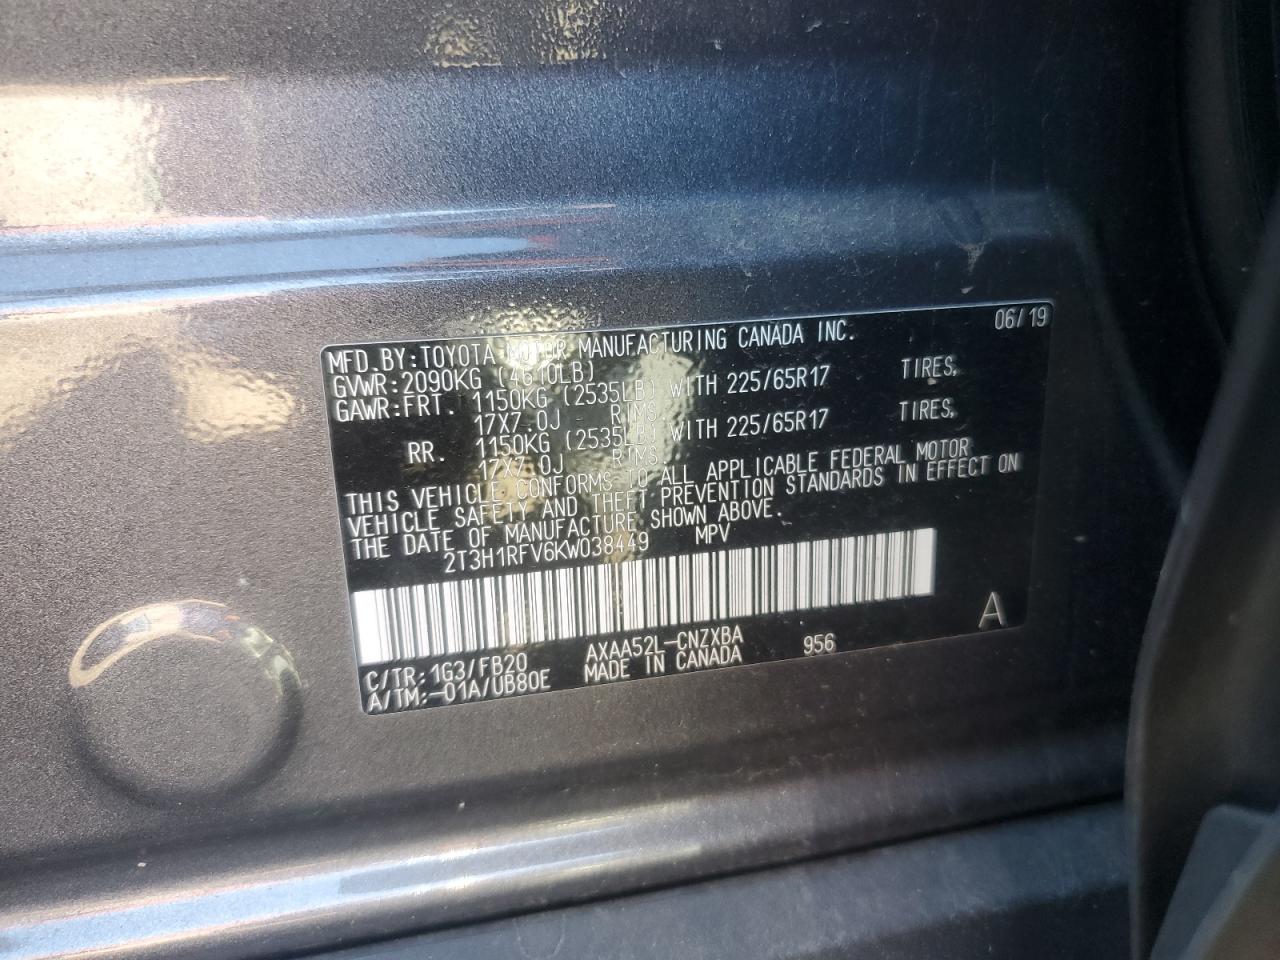 06/19
MFD.BY:TOYOTA MOTOR MANUFACTURING CANADA INC.
GVWR:2090KG (4610LB)
GAWR:FRT. 1150KG (2535LB) WITH 225/65R17 TIRES,
17X7.0J RIMS
RR. 1150KG (2535LB) WITH 225/65R17 TIRES,
17X7.0J RIMS
THIS VEHICLE CONFORMS TO ALL APPLICABLE FEDERAL MOTOR
VEHICLE SAFETY AND THEFT PREVENTION STANDARDS IN EFFECT ON
THE DATE OF MANUFACTURE SHOWN ABOVE.
2T3H1RFV6KW038449 MPV
A
C/TR:1G3/FB20 AXAA52L-CNZXBA 956
A/TM:-01A/UB80E MADE IN CANADA